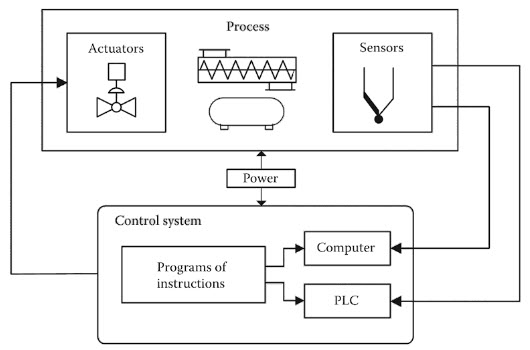 Process
Actuators
Sensors
Power
Control system
Programs of
instructions
Computer
PLC